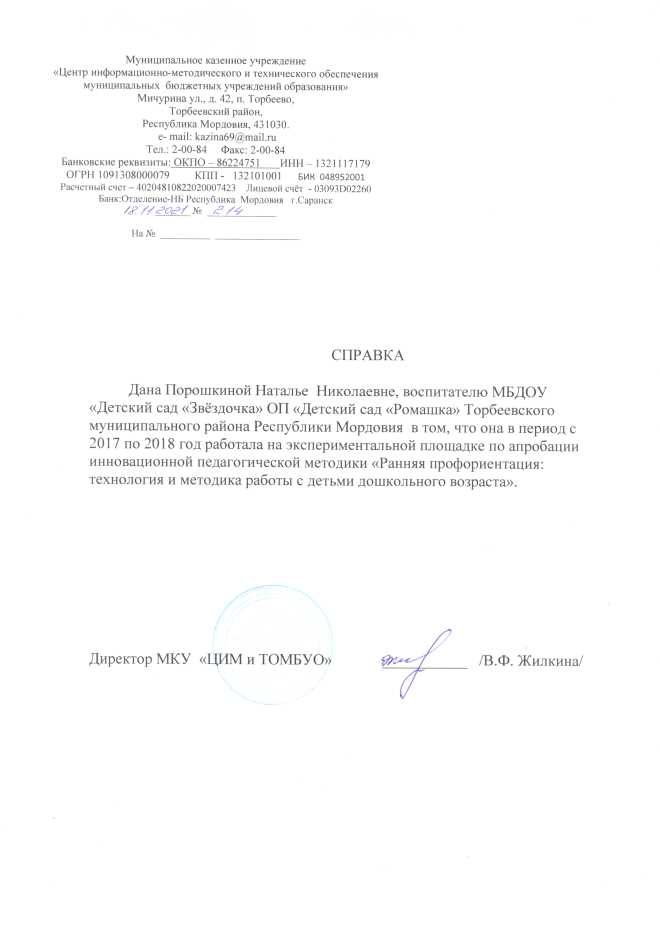 Муниципальное казенное учреждение
«Центр информационно-методического и технического обеспечения
муниципальных бюджетных учреждений образования»
Мичурина ул., д. 42, п. Торбеево,
Торбеевский район,
Республика Мордовия, 431030.
е- mail: kazina69@mail.ru
Тел.: 2-00-84 Факс: 2-00-84
Банковские реквизиты: ОКПО – 86224751 ИНН – 1321117179
ОГРН 1091308000079 КПП - 132101001 БИК 048952001
Расчетный счет – 40204810822020007423 Лицевой счёт - 03093D02260
Банк:Отделение-НБ Республика Мордовия г.Саранск
18.11.2021 № 214
На № __________ ________________
СПРАВКА
Дана Порошкиной Наталье Николаевне, воспитателю МБДОУ
«Детский сад «Звёздочка» ОП «Детский сад «Ромашка» Торбеевского
муниципального района Республики Мордовия в том, что она в период с
2017 по 2018 год работала на экспериментальной площадке по апробации
инновационной педагогической методики «Ранняя профориентация:
технология и методика работы с детьми дошкольного возраста».
Директор МКУ «ЦИМ и ТОМБУО» __________ /В.Ф. Жилкина/